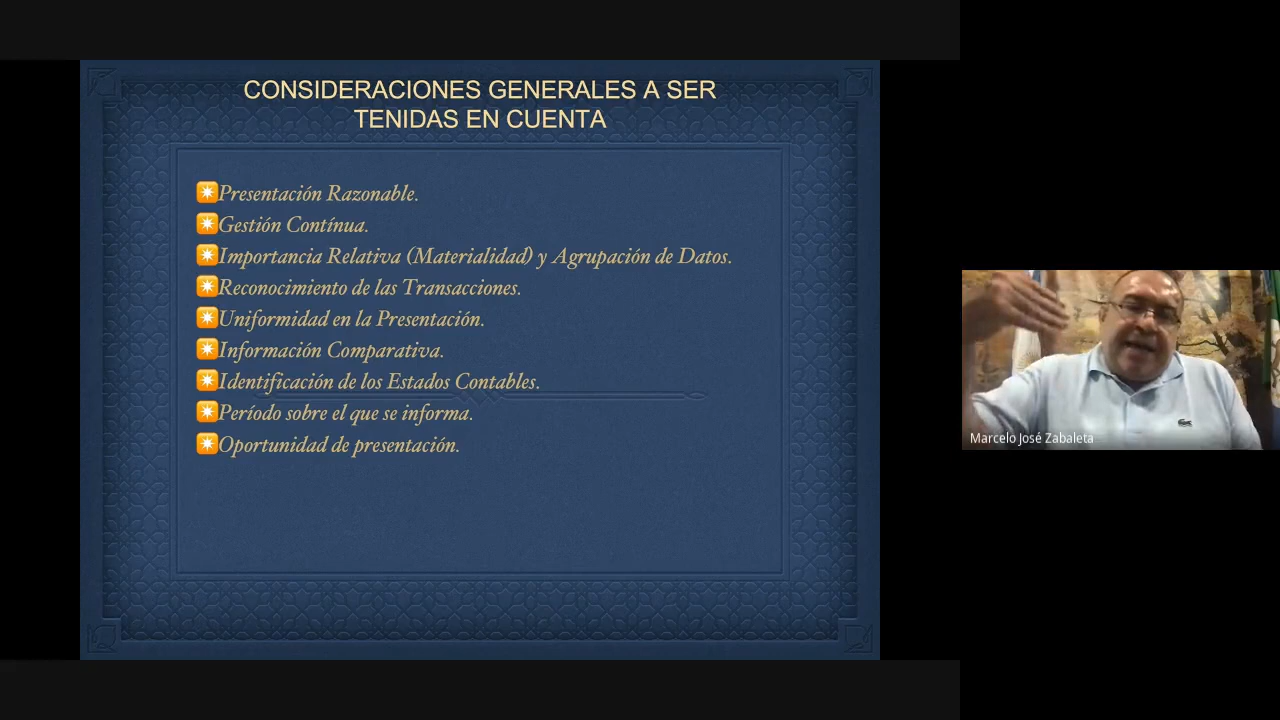 CONSIDERACIONES GENERALES A SER
TENIDAS EN CUENTA
Presentación Razonable.
Gestión Contínua.
Importancia Relativa (Materialidad) y Agrupación de Datos.
Reconocimiento de las Transacciones.
Uniformidad en la Presentación.
Información Comparativa.
Identificación de los Estados Contables.
Período sobre el que se informa.
Oportunidad de presentación.
Marcelo José Zabaleta